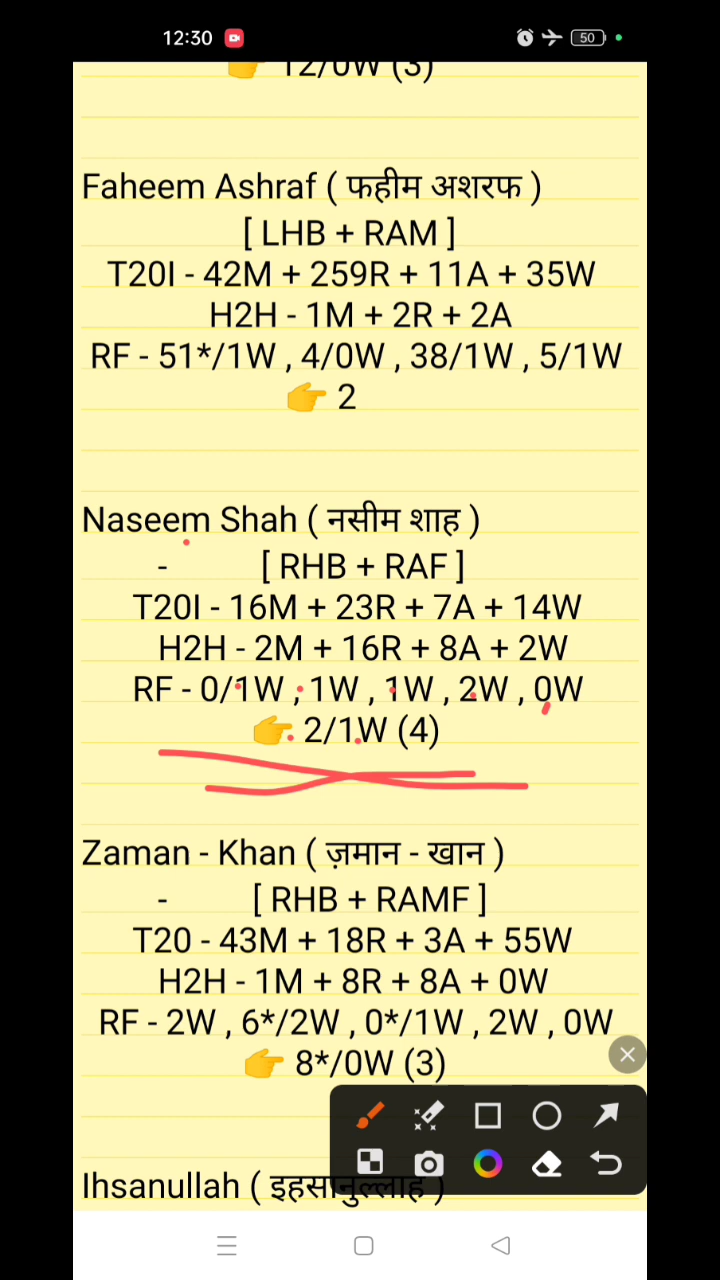 12:30
50
12/0W (3)
Faheem Ashraf ( फहीम अशरफ )
[ LHB + RAM ]
T20I - 42M + 259R + 11A + 35W
H2H - 1M + 2R + 2A
RF - 51*/1W , 4/0W , 38/1W , 5/1W
👉 2
Naseem Shah ( नसीम शाह )
- [ RHB + RAF ]
T20I - 16M + 23R + 7A + 14W
H2H - 2M + 16R + 8A + 2W
RF - 0/1W , 1W , 1W , 2W , 0W
👉 2/1W (4)
Zaman - Khan ( ज़मान - खान )
- [ RHB + RAMF ]
T20 - 43M + 18R + 3A + 55W
H2H - 1M + 8R + 8A + 0W
RF - 2W , 6*/2W , 0*/1W , 2W , 0W
👉 8*/0W (3)
Ihsanullah ( इहसानुल्लाह )